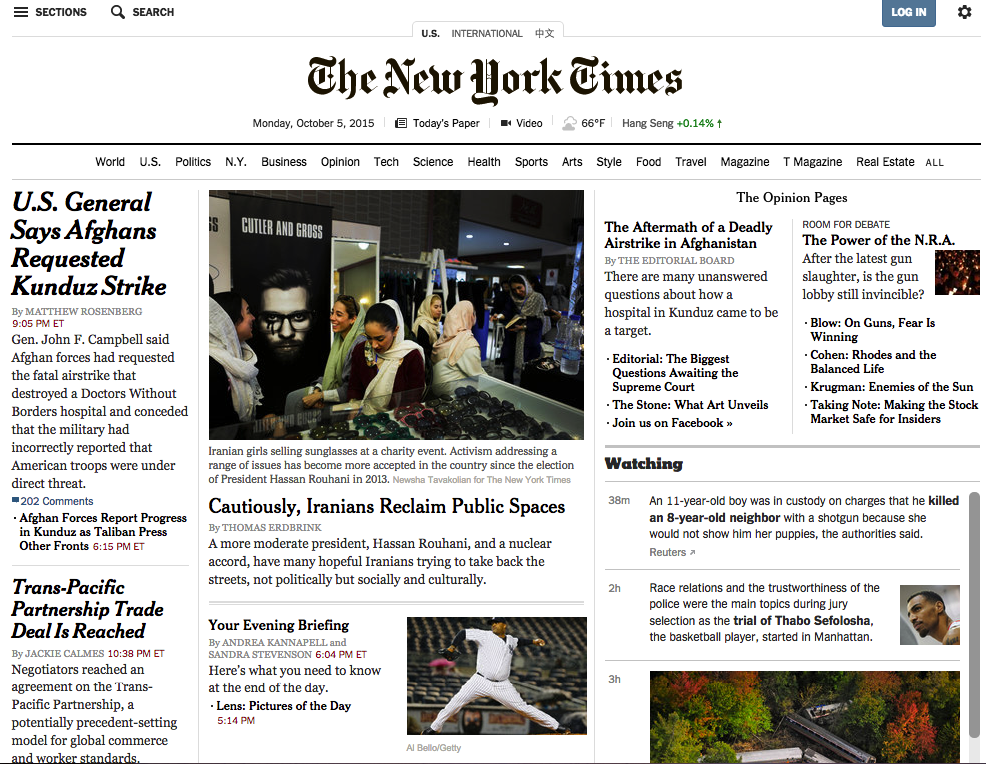 SECTIONS
SEARCH
LOG IN
U.S. INTERNATIONAL 中文
The New York Times
Monday, October 5, 2015
Today's Paper
Video
66°F
Hang Seng +0.14% ↑
World U.S. Politics N.Y. Business Opinion Tech Science Health Sports Arts Style Food Travel Magazine T Magazine Real Estate ALL
U.S. General
Says Afghans
Requested
Kunduz Strike
By MATTHEW ROSENBERG
9:05 PM ET
Gen. John F. Campbell said
Afghan forces had requested
the fatal airstrike that
destroyed a Doctors Without
Borders hospital and conceded
that the military had
incorrectly reported that
American troops were under
direct threat.
202 Comments
· Afghan Forces Report Progress
in Kunduz as Taliban Press
Other Fronts 6:15 PM ET
Trans-Pacific
Partnership Trade
Deal Is Reached
By JACKIE CALMES 10:38 PM ET
Negotiators reached an
agreement on the Trans-
Pacific Partnership, a
potentially precedent-setting
model for global commerce
and worker standards.
CUTLER AND GROSS
Iranian girls selling sunglasses at a charity event. Activism addressing a
range of issues has become more accepted in the country since the election
of President Hassan Rouhani in 2013. Newsha Tavakolian for The New York Times
Cautiously, Iranians Reclaim Public Spaces
By THOMAS ERDBRINK
A more moderate president, Hassan Rouhani, and a nuclear
accord, have many hopeful Iranians trying to take back the
streets, not politically but socially and culturally.
Your Evening Briefing
By ANDREA KANNAPELL and
SANDRA STEVENSON 6:04 PM ET
Here's what you need to know
at the end of the day.
· Lens: Pictures of the Day
5:14 PM
Al Bello/Getty
The Opinion Pages
The Aftermath of a Deadly
Airstrike in Afghanistan
By THE EDITORIAL BOARD
There are many unanswered
questions about how a
hospital in Kunduz came to be
a target.
· Editorial: The Biggest
Questions Awaiting the
Supreme Court
· The Stone: What Art Unveils
· Join us on Facebook »
ROOM FOR DEBATE
The Power of the N.R.A.
After the latest gun
slaughter, is the gun
lobby still invincible?
· Blow: On Guns, Fear Is
Winning
· Cohen: Rhodes and the
Balanced Life
· Krugman: Enemies of the Sun
· Taking Note: Making the Stock
Market Safe for Insiders
Watching
38m
An 11-year-old boy was in custody on charges that he killed
an 8-year-old neighbor with a shotgun because she
would not show him her puppies, the authorities said.
Reuters ↗
2h
Race relations and the trustworthiness of the
police were the main topics during jury
selection as the trial of Thabo Sefolosha,
the basketball player, started in Manhattan.
3h